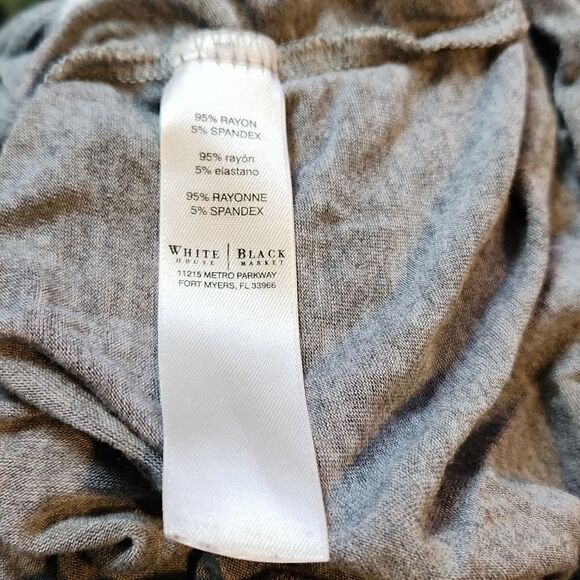 95% RAYON
5% SPANDEX
95% rayón
5% elastano
95% RAYONNE
5% SPANDEX
WHITE | BLACK
HOUSE MARKET
11215 METRO PARKWAY
FORT MYERS, FL 33966